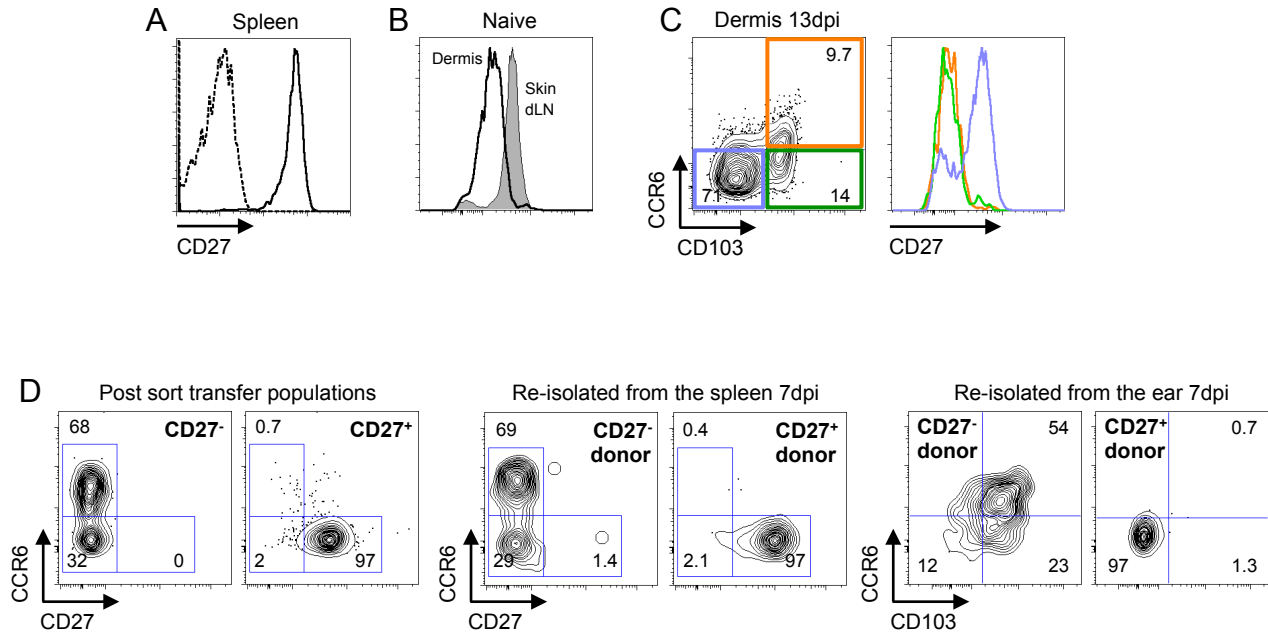 A
Spleen
CD27
B
Naive
Dermis
Skin
dLN
C
Dermis 13dpi
9.7
71
14
CCR6
CD103
CD27
D
Post sort transfer populations
68
CD27-
32
0
0.7
CD27+
2
97
CCR6
CD27
Re-isolated from the spleen 7dpi
69
CD27-
donor
29
1.4
0.4
CD27+
donor
2.1
97
CCR6
CD27
Re-isolated from the ear 7dpi
CD27-
donor
54
12
23
CD27+
donor
0.7
97
1.3
CCR6
CD103